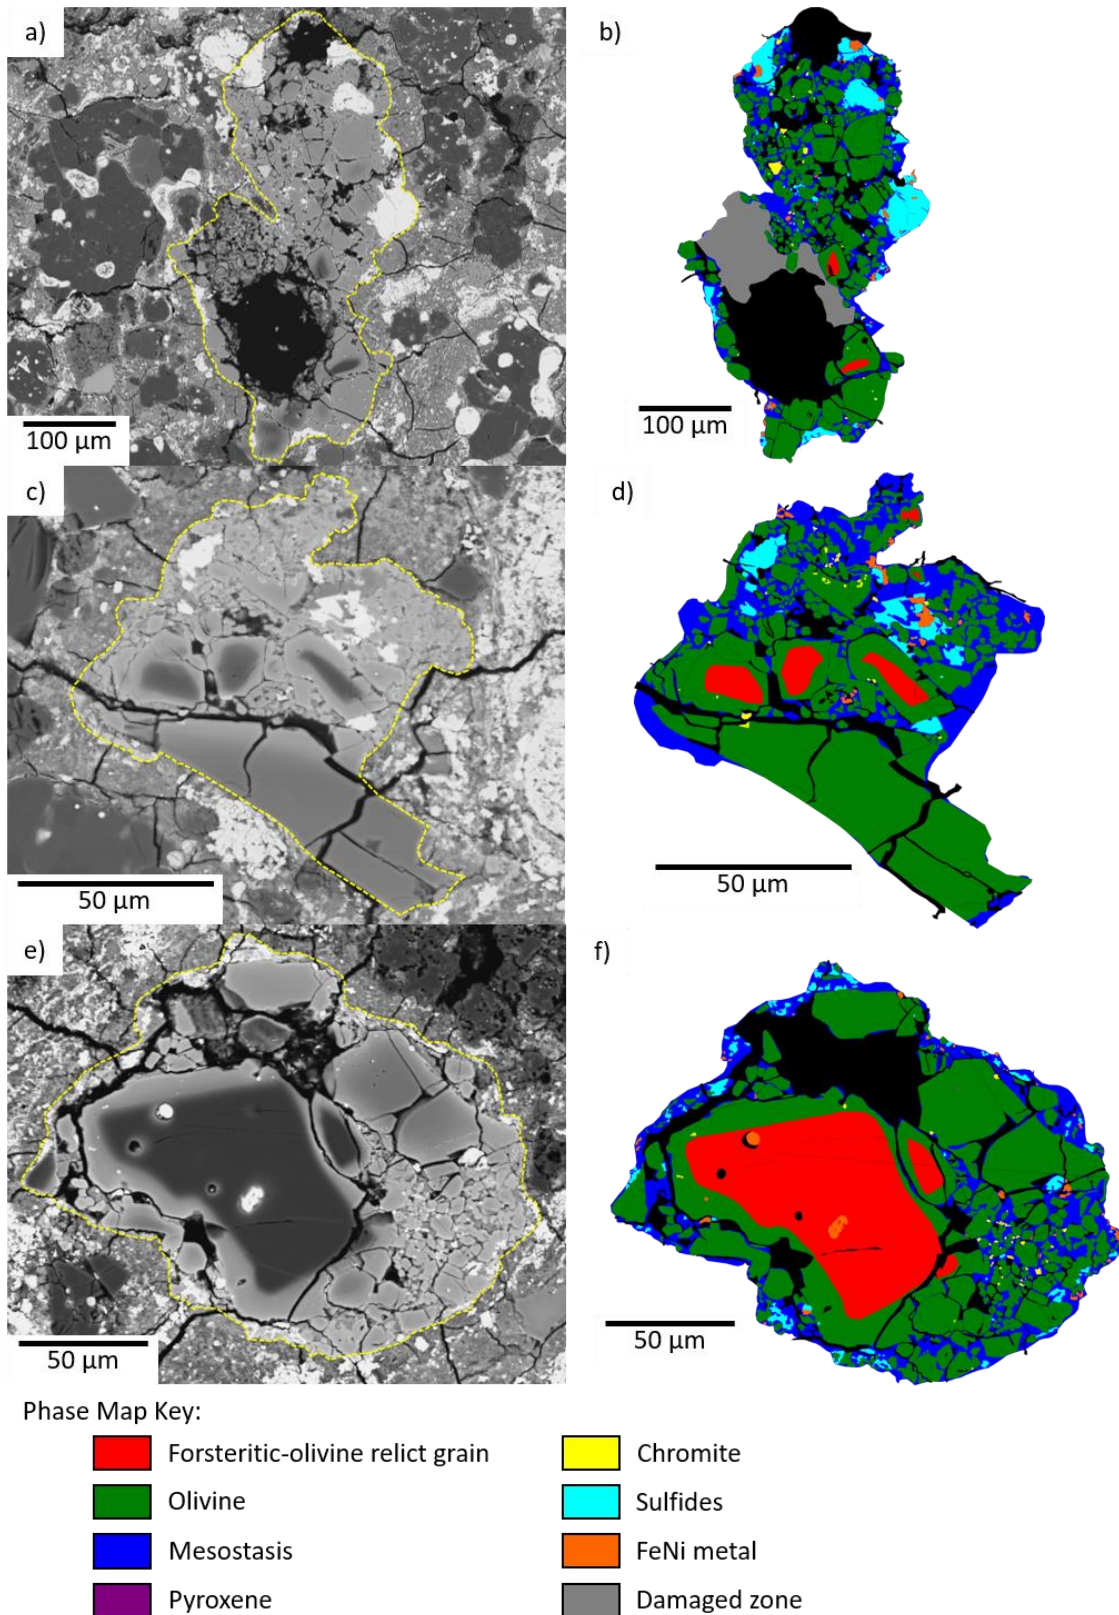 a)
b)
100 µm
100 µm
c)
d)
50 µm
50 µm
e)
f)
50 µm
50 µm
Phase Map Key:
Forsteritic-olivine relict grain
Chromite
Olivine
Sulfides
Mesostasis
FeNi metal
Pyroxene
Damaged zone